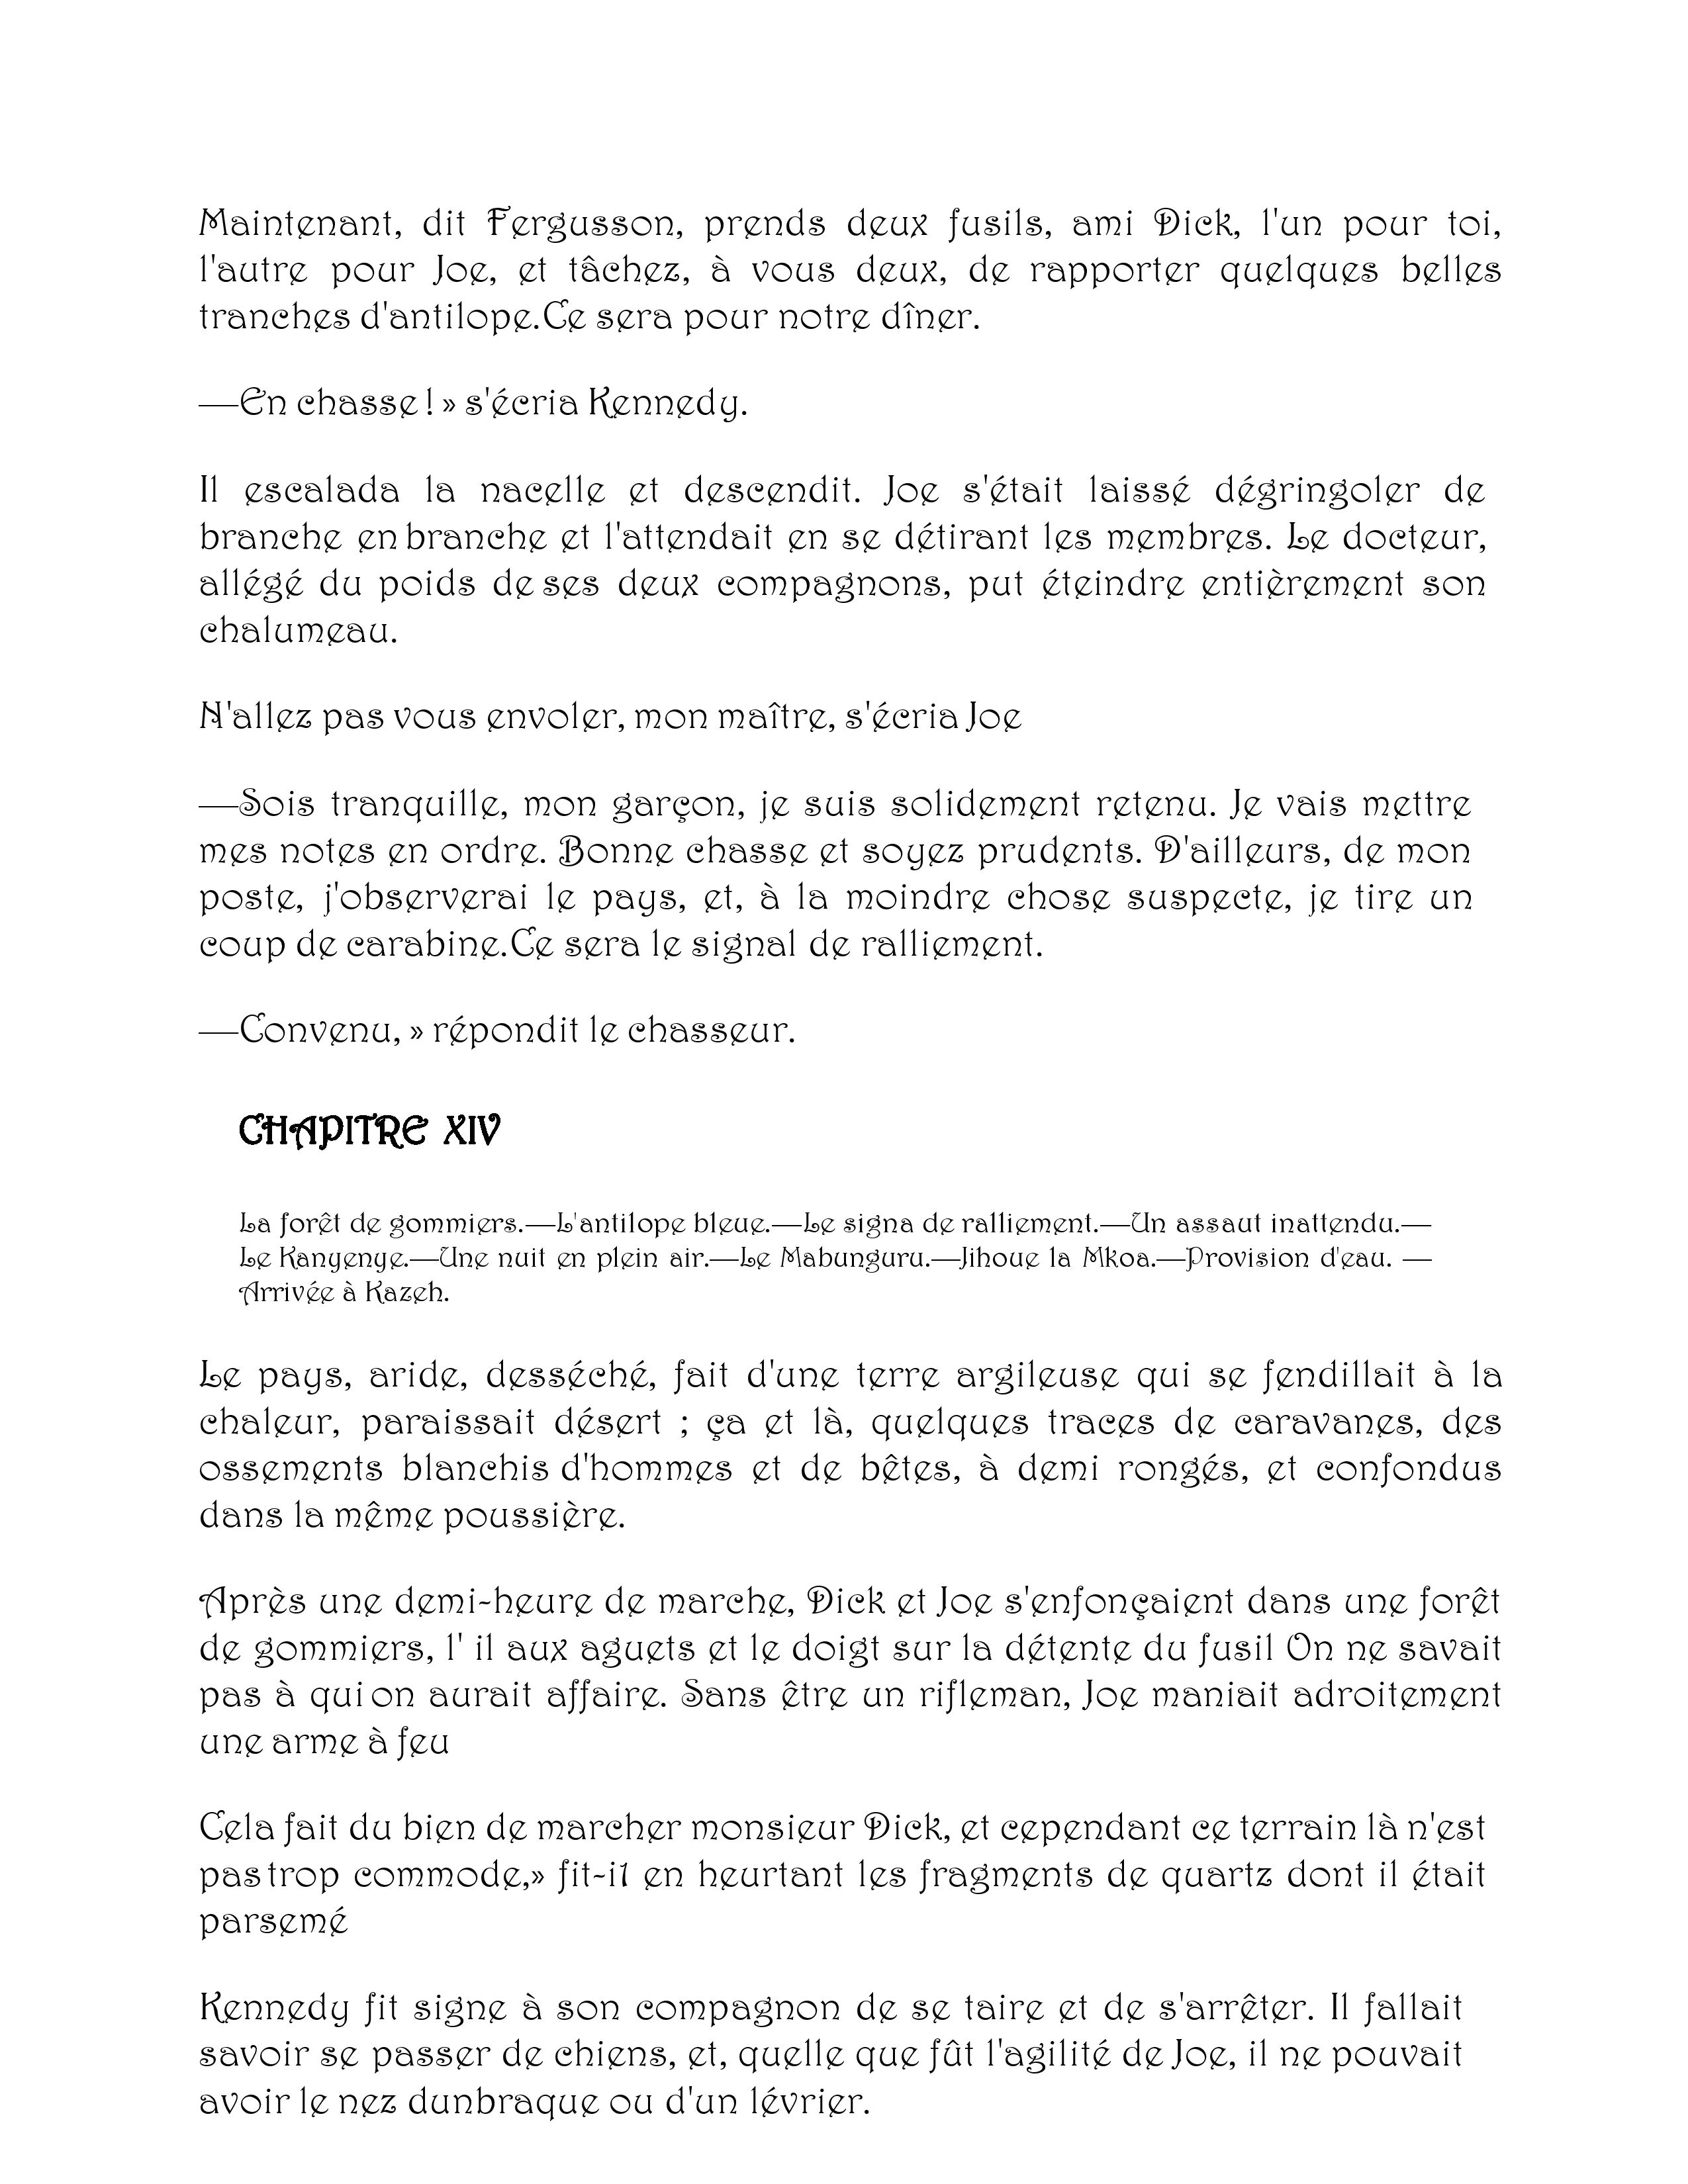 Maintenant, dit Fergusson, prends deux fusils, ami Dick, l'un pour toi,
l'autre pour Joe, et tâchez, à vous deux, de rapporter quelques belles
tranches d'antilope.Ce sera pour notre dîner.
—En chasse ! » s'écria Kennedy.
Il escalada la nacelle et descendit. Joe s'était laissé dégringoler de
branche en branche et l'attendait en se détirant les membres. Le docteur,
allégé du poids de ses deux compagnons, put éteindre entièrement son
chalumeau.
N'allez pas vous envoler, mon maître, s'écria Joe
—Sois tranquille, mon garçon, je suis solidement retenu. Je vais mettre
mes notes en ordre. Bonne chasse et soyez prudents. D'ailleurs, de mon
poste, j'observerai le pays, et, à la moindre chose suspecte, je tire un
coup de carabine.Ce sera le signal de ralliement.
—Convenu, » répondit le chasseur.
CHAPITRE XIV
La forêt de gommiers.—L'antilope bleue.—Le signa de ralliement.—Un assaut inattendu.—
Le Kanyenye.—Une nuit en plein air.—Le Mabunguru.—Jihoue la Mkoa.—Provision d'eau. —
Arrivée à Kazeh.
Le pays, aride, desséché, fait d'une terre argileuse qui se fendillait à la
chaleur, paraissait désert ; ça et là, quelques traces de caravanes, des
ossements blanchis d'hommes et de bêtes, à demi rongés, et confondus
dans la même poussière.
Après une demi-heure de marche, Dick et Joe s'enfonçaient dans une forêt
de gommiers, l' il aux aguets et le doigt sur la détente du fusil On ne savait
pas à qui on aurait affaire. Sans être un rifleman, Joe maniait adroitement
une arme à feu
Cela fait du bien de marcher monsieur Dick, et cependant ce terrain là n'est
pas trop commode,» fit-i1 en heurtant les fragments de quartz dont il était
parsemé
Kennedy fit signe à son compagnon de se taire et de s'arrêter. Il fallait
savoir se passer de chiens, et, quelle que fût l'agilité de Joe, il ne pouvait
avoir le nez dunbraque ou d'un lévrier.